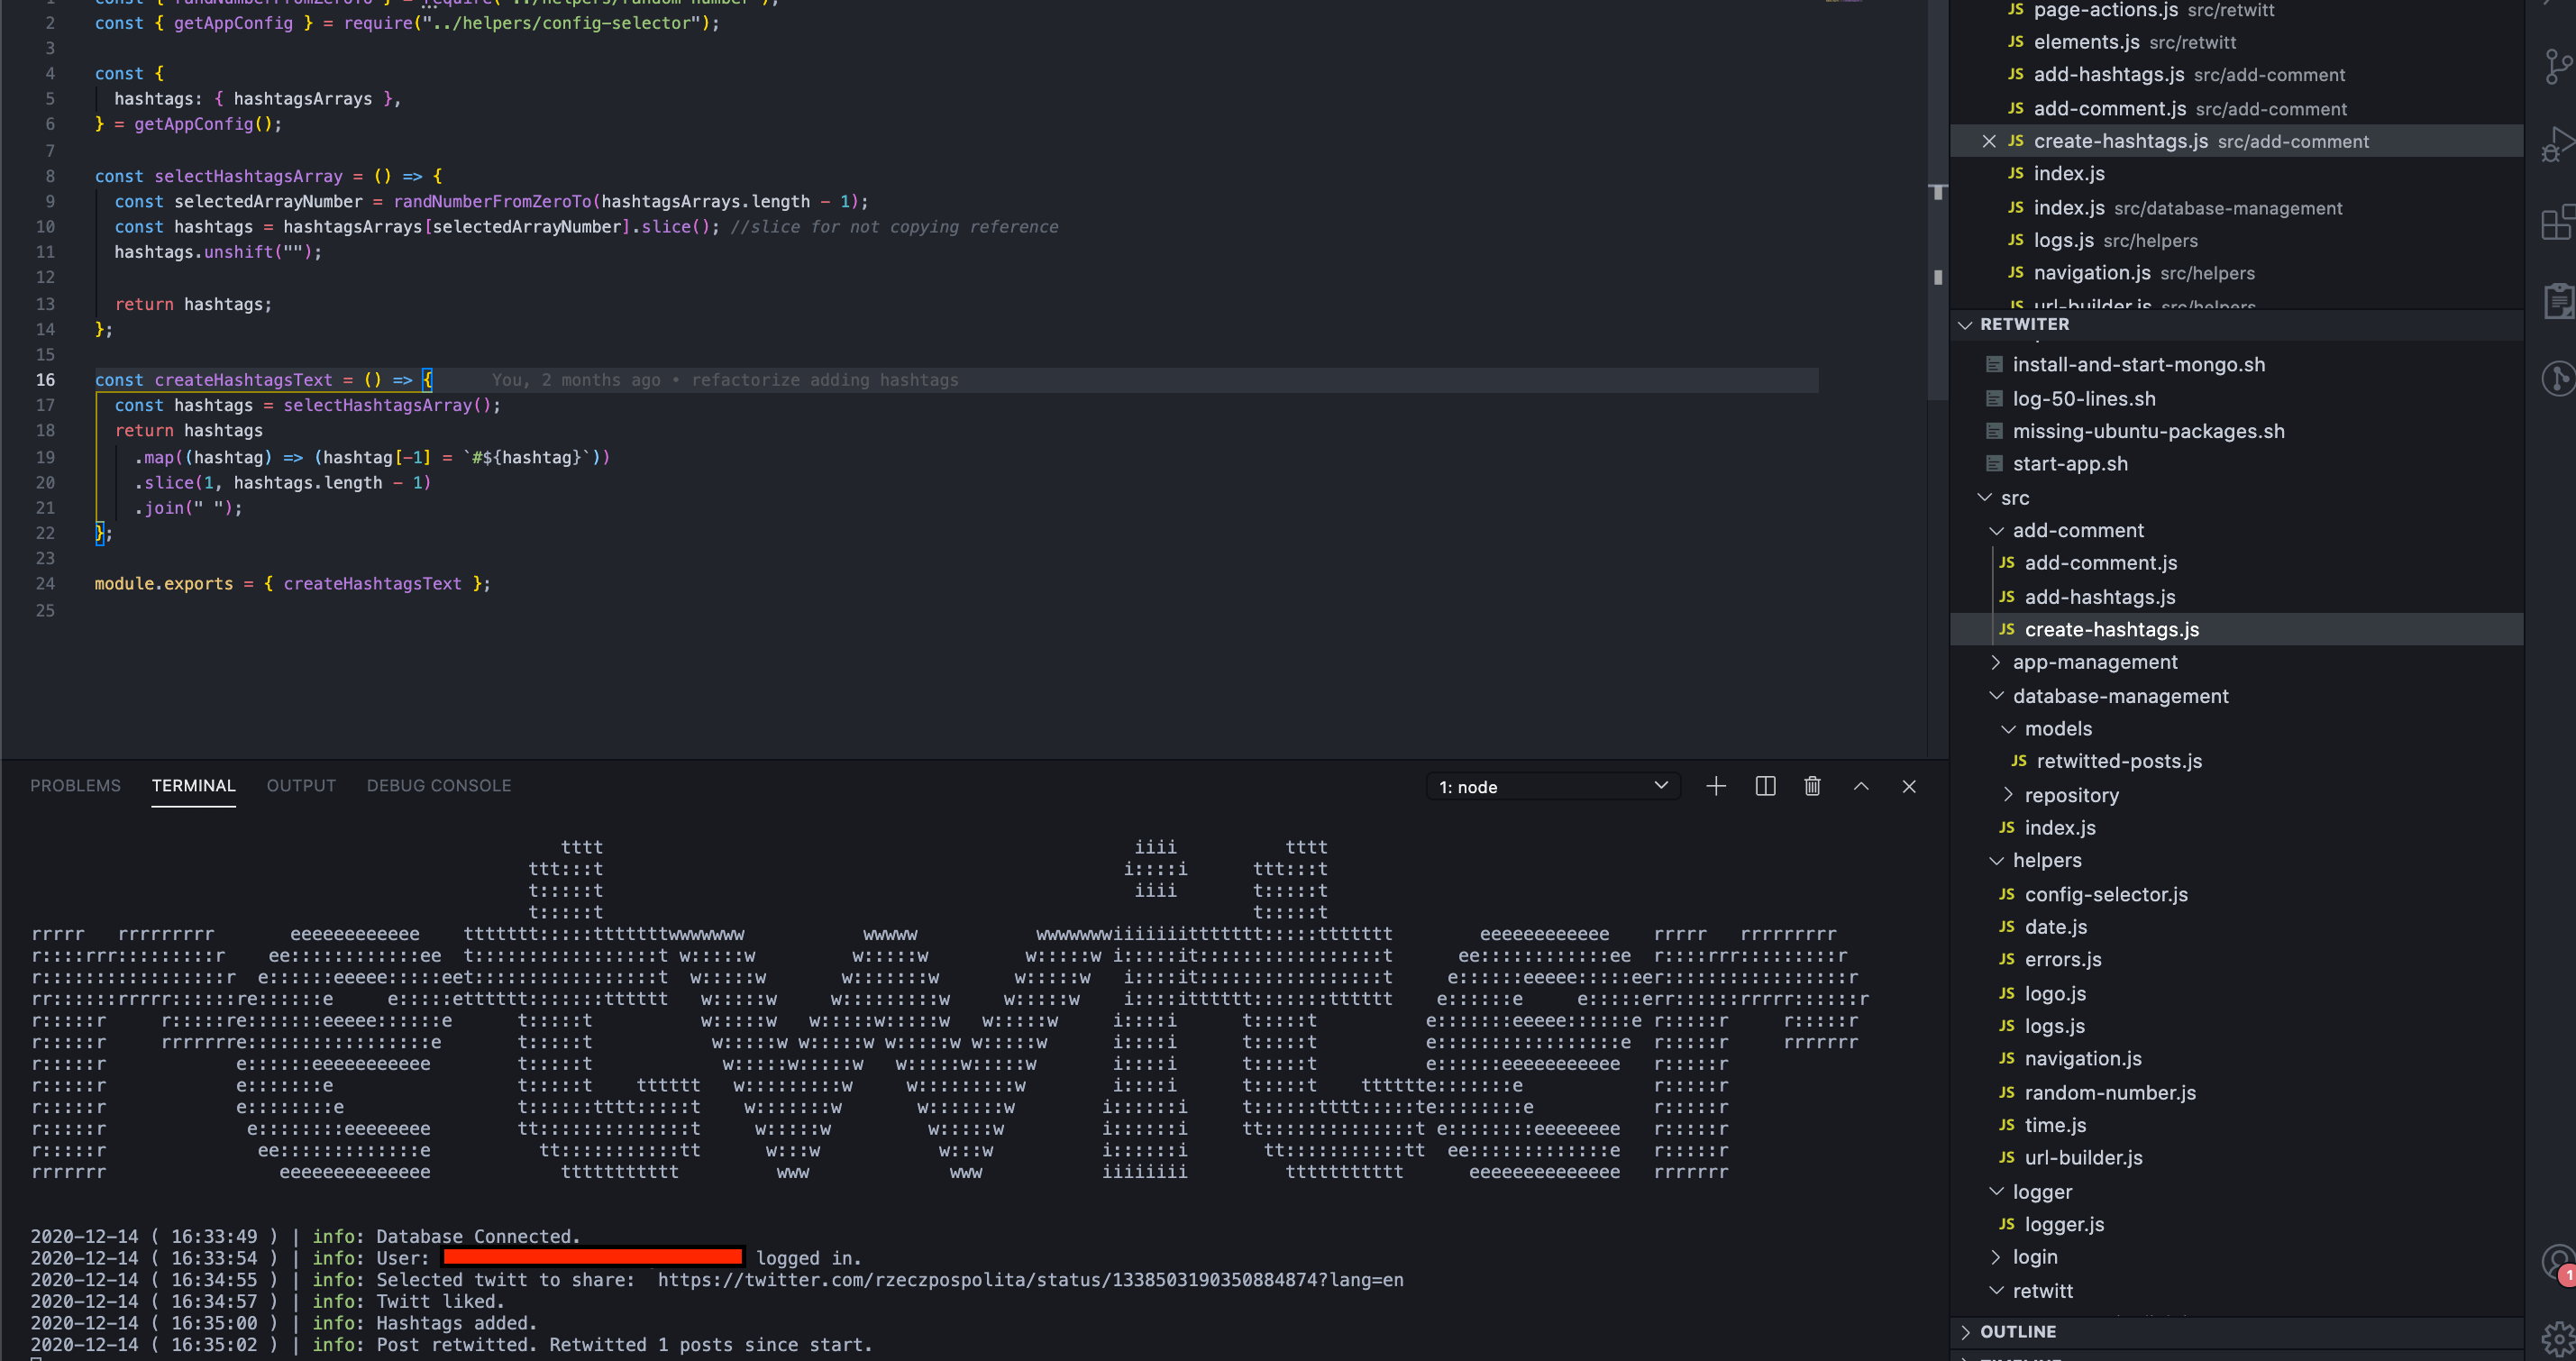 const { randNumberFromZeroTo } = require("../helpers/random-number");
2 const { getAppConfig } = require("../helpers/config-selector");
3
4 const {
5 hashtags: { hashtagsArrays },
6 } = getAppConfig();
7
8 const selectHashtagsArray = () => {
9 const selectedArrayNumber = randNumberFromZeroTo(hashtagsArrays.length - 1);
10 const hashtags = hashtagsArrays[selectedArrayNumber].slice(); //slice for not copying reference
11 hashtags.unshift("");
12
13 return hashtags;
14 };
15
16 const createHashtagsText = () => { You, 2 months ago • refactorize adding hashtags
17 const hashtags = selectHashtagsArray();
18 return hashtags
19 .map((hashtag) => (hashtag[-1] = `#${hashtag}`))
20 .slice(1, hashtags.length - 1)
21 .join(" ");
22 };
23
24 module.exports = { createHashtagsText };
25
PROBLEMS TERMINAL OUTPUT DEBUG CONSOLE
1: node
2020-12-14 ( 16:33:49 ) | info: Database Connected.
2020-12-14 ( 16:33:54 ) | info: User: logged in.
2020-12-14 ( 16:34:55 ) | info: Selected twitt to share: https://twitter.com/rzeczpospolita/status/1338503190350884874?lang=en
2020-12-14 ( 16:34:57 ) | info: Twitt liked.
2020-12-14 ( 16:35:00 ) | info: Hashtags added.
2020-12-14 ( 16:35:02 ) | info: Post retwitted. Retwitted 1 posts since start.
JS page-actions.js src/retwitt
JS elements.js src/retwitt
JS add-hashtags.js src/add-comment
JS add-comment.js src/add-comment
JS create-hashtags.js src/add-comment
JS index.js
JS index.js src/database-management
JS logs.js src/helpers
JS navigation.js src/helpers
JS url-builder.js src/helpers
RETWITER
install-and-start-mongo.sh
log-50-lines.sh
missing-ubuntu-packages.sh
start-app.sh
src
add-comment
JS add-comment.js
JS add-hashtags.js
JS create-hashtags.js
app-management
database-management
models
JS retwitted-posts.js
repository
JS index.js
helpers
JS config-selector.js
JS date.js
JS errors.js
JS logo.js
JS logs.js
JS navigation.js
JS random-number.js
JS time.js
JS url-builder.js
logger
JS logger.js
login
retwitt
OUTLINE
1